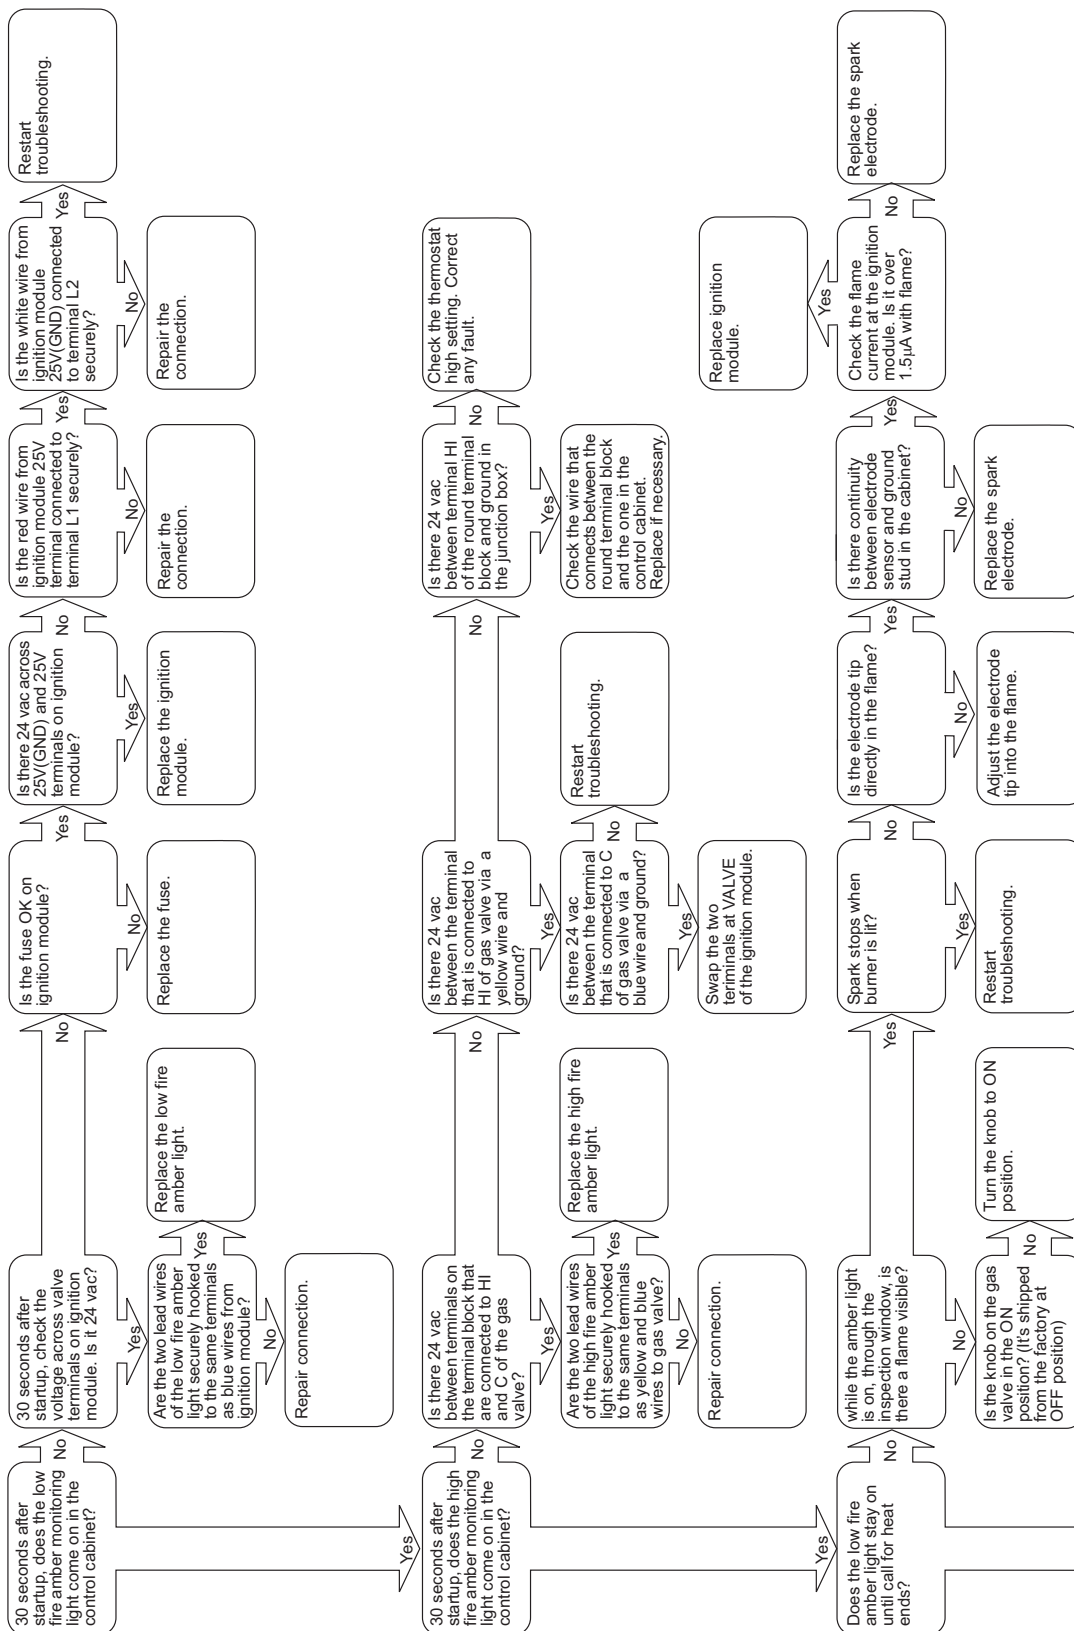 30 seconds after
startup, does the low
fire amber monitoring
light come on in the
control cabinet?
No
30 seconds after
startup, check the
voltage across valve
terminals on ignition
module. Is it 24 vac?
No
Is the fuse OK on
ignition module?
Yes
Is there 24 vac across
25V(GND) and 25V
terminals on ignition
module?
No
Is the red wire from
ignition module 25V
terminal connected to
terminal L1 securely?
Yes
Is the white wire from
ignition module
25V(GND) connected
to terminal L2
securely?
Yes
Restart
troubleshooting.
Yes
Are the two lead wires
of the low fire amber
light securely hooked
to the same terminals
as blue wires from
ignition module?
Yes
Replace the low fire
amber light.
No
Repair connection.
No
Replace the fuse.
Yes
Replace the ignition
module.
No
Repair the
connection.
No
Repair the
connection.
Yes
30 seconds after
startup, does the high
fire amber monitoring
light come on in the
control cabinet?
No
Is there 24 vac
between terminals on
the terminal block that
are connected to HI
and C of the gas
valve?
No
Is there 24 vac
between the terminal
that is connected to
HI of gas valve via  a
yellow wire and
ground?
No
Is there 24 vac
between terminal HI
of the round terminal
block and ground in
the junction box?
No
Check the thermostat
high setting. Correct
any fault.
Yes
Are the two lead wires
of the high fire amber
light securely hooked
to the same terminals
as yellow and blue
wires to gas valve?
Yes
Replace the high fire
amber light.
No
Repair connection.
Yes
Is there 24 vac
between the terminal
that is connected to C
of gas valve via  a
blue wire and ground?
No
Restart
troubleshooting.
Yes
Swap the two
teriminals at VALVE
of the ignition module.
Yes
Check the wire that
connects between the
round terminal block
and the one in the
control cabinet.
Replace if necessary.
Yes
Does the low fire
amber light stay on
until call for heat
ends?
No
while the amber light
is on, through the
inspection window, is
there a flame visible?
Yes
Spark stops when
burner is lit?
No
Is the electrode tip
directly in the flame?
Yes
Is there continuity
between electrode
sensor and ground
stud in the cabinet?
Yes
Check the flame
current at the ignition
module. Is it over
1.5µA with flame?
No
Replace the spark
electrode.
Yes
Replace ignition
module.
No
Is the knob on the gas
valve in the ON
position? (It's shipped
from the factory at
OFF position)
No
Turn the knob to ON
position.
Yes
Restart
troubleshooting.
No
Adjust the electrode
tip into the flame.
No
Replace the spark
electrode.